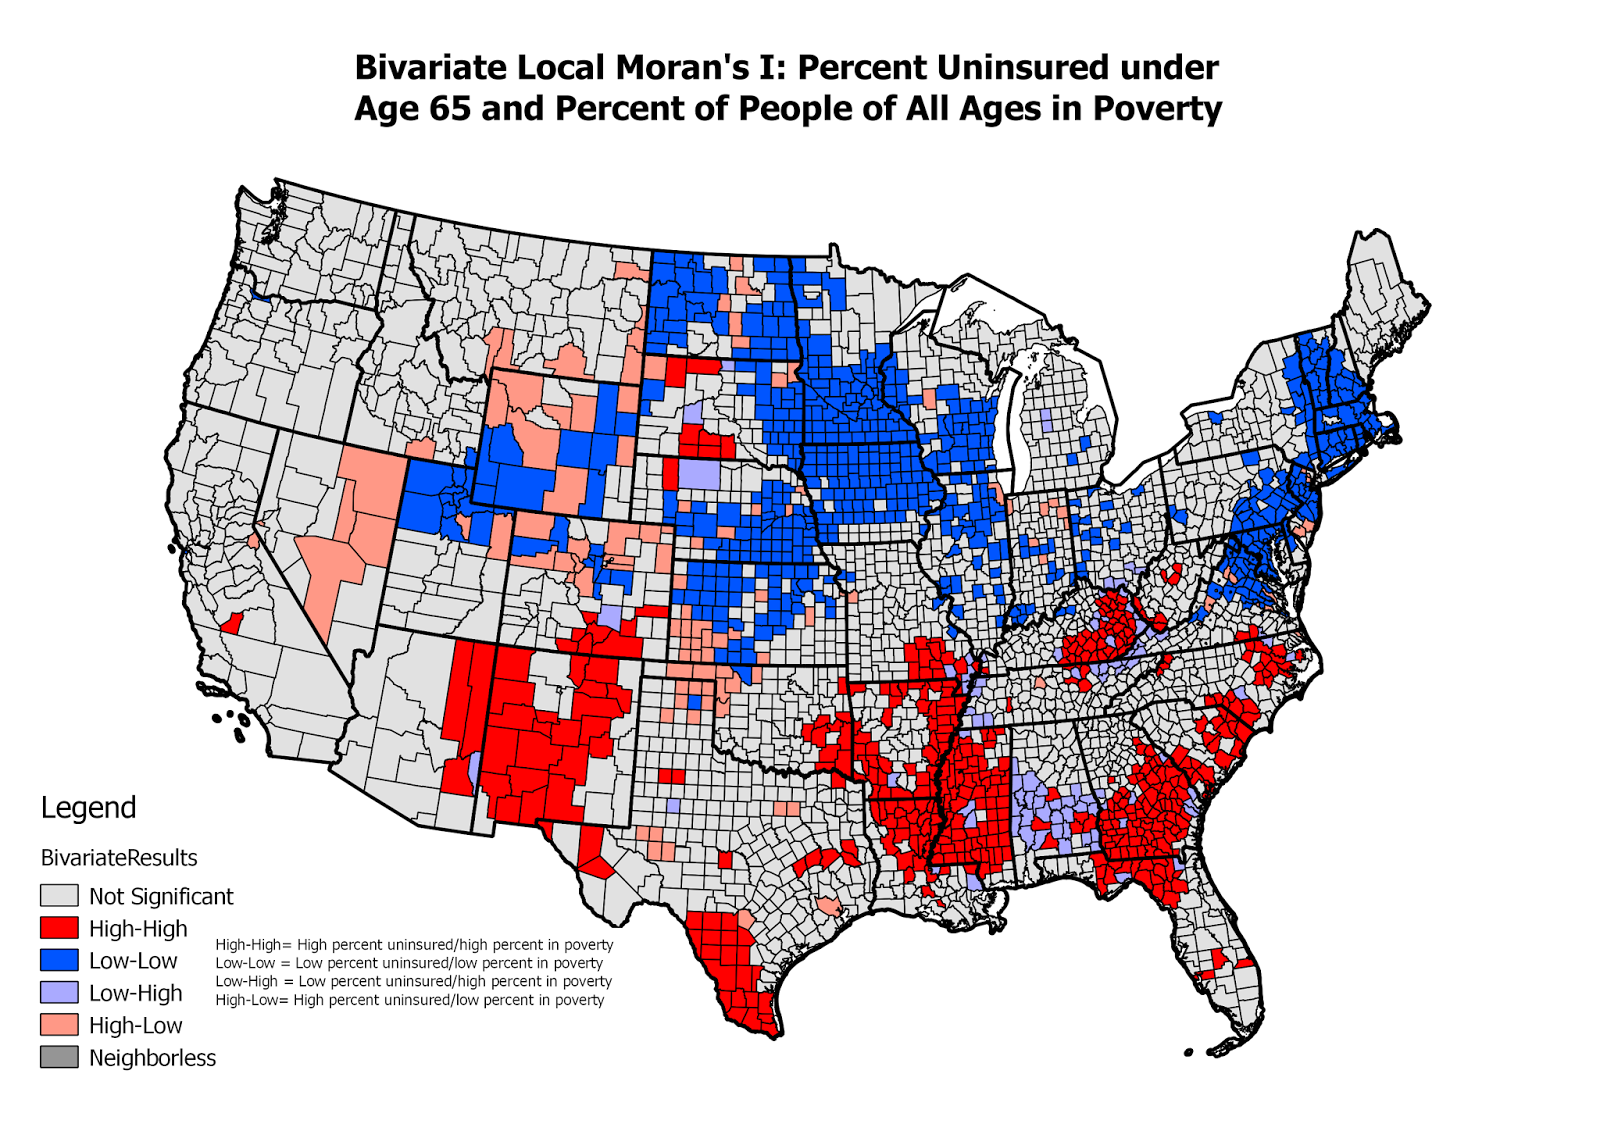 Bivariate Local Moran's I: Percent Uninsured under
Age 65 and Percent of People of All Ages in Poverty
Legend
BivariateResults
Not Significant
High-High
Low-Low
Low-High
High-Low
Neighborless
High-High= High percent uninsured/high percent in poverty
Low-Low = Low percent uninsured/low percent in poverty
Low-High = Low percent uninsured/high percent in poverty
High-Low= High percent uninsured/low percent in poverty